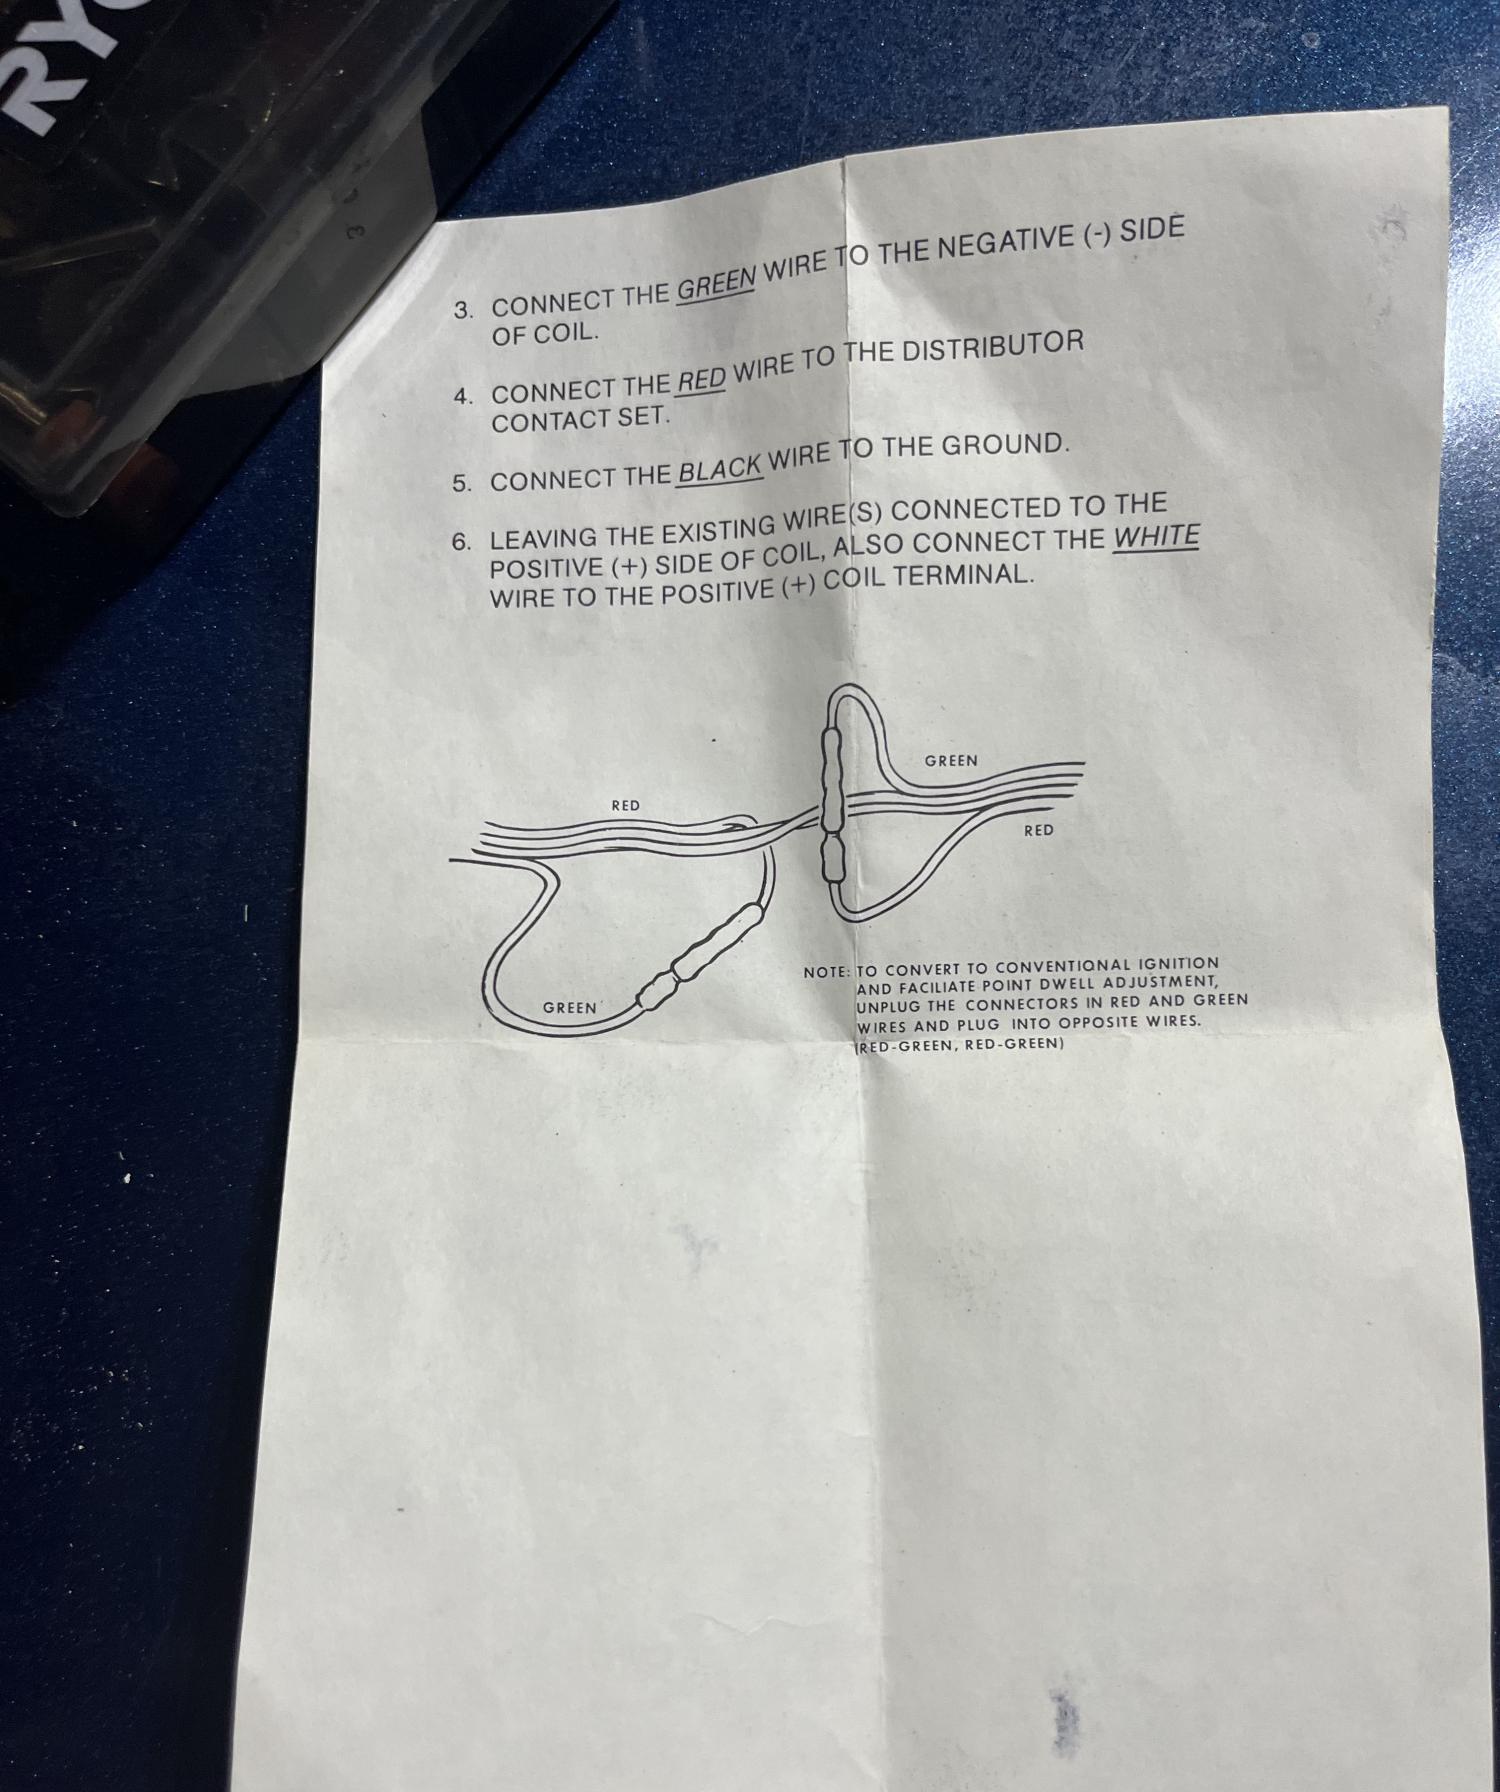 3. CONNECT THE GREEN WIRE TO THE NEGATIVE (-) SIDE
OF COIL.
4. CONNECT THE RED WIRE TO THE DISTRIBUTOR
CONTACT SET.
5. CONNECT THE BLACK WIRE TO THE GROUND.
6. LEAVING THE EXISTING WIRE(S) CONNECTED TO THE
POSITIVE (+) SIDE OF COIL, ALSO CONNECT THE WHITE
WIRE TO THE POSITIVE (+) COIL TERMINAL.
GREEN
RED
RED
GREEN
NOTE: TO CONVERT TO CONVENTIONAL IGNITION
AND FACILIATE POINT DWELL ADJUSTMENT,
UNPLUG THE CONNECTORS IN RED AND GREEN
WIRES AND PLUG INTO OPPOSITE WIRES.
(RED-GREEN, RED-GREEN)